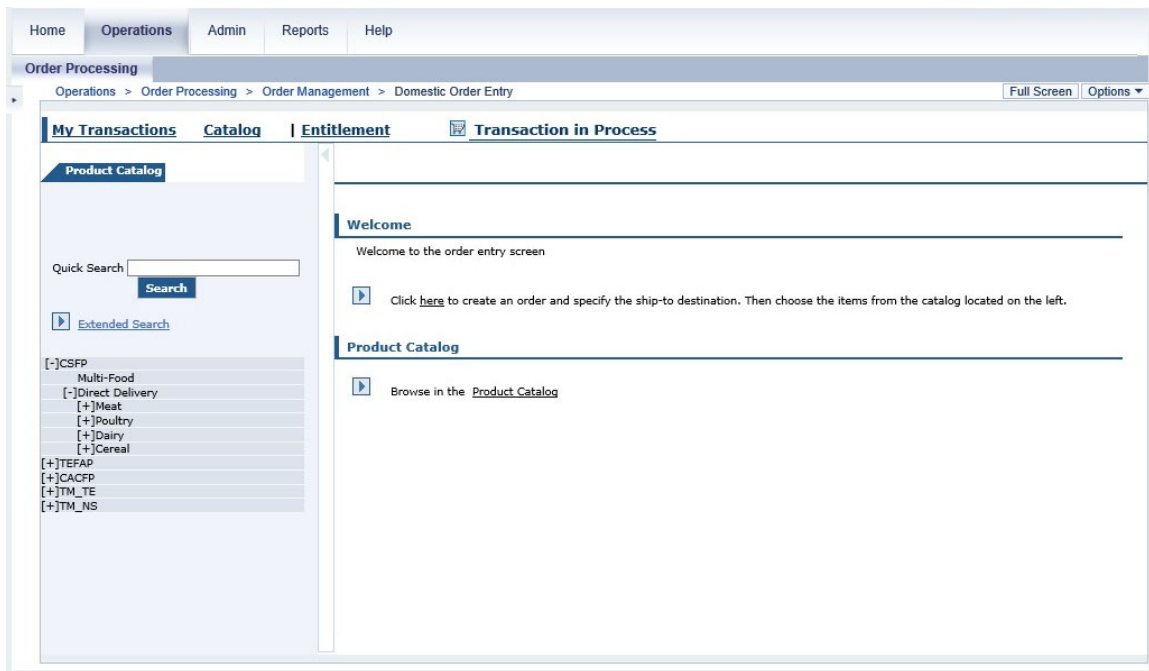 Home Operations Admin Reports Help
Order Processing
Operations > Order Processing > Order Management > Domestic Order Entry Full Screen Options
My Transactions Catalog | Entitlement Transaction in Process
Product Catalog
Welcome
Welcome to the order entry screen
Quick Search
Search
Click here to create an order and specify the ship-to destination. Then choose the items from the catalog located on the left.
Extended Search
Product Catalog
Browse in the Product Catalog
[-]CSFP
Multi-Food
[-]Direct Delivery
[+]Meat
[+]Poultry
[+]Dairy
[+]Cereal
[+]TEFAP
[+]CACFP
[+]TM_TE
[+]TM_NS